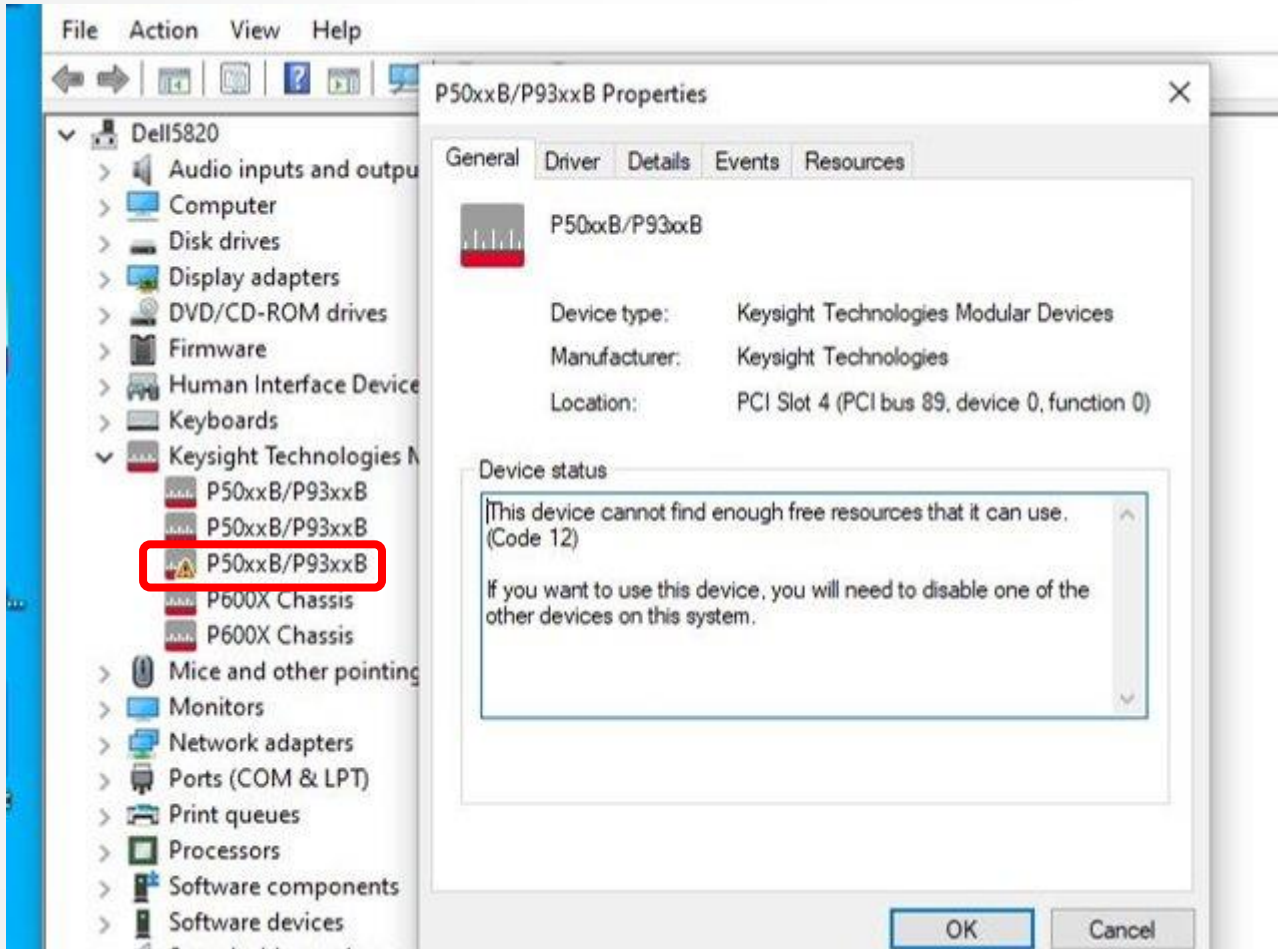 File Action View Help
P50xxB/P93xxB Properties
Dell5820
Audio inputs and outpu
Computer
Disk drives
Display adapters
DVD/CD-ROM drives
Firmware
Human Interface Device
Keyboards
Keysight Technologies M
P50xxB/P93xxB
P50xxB/P93xxB
P50xxB/P93xxB
P600X Chassis
P600X Chassis
Mice and other pointing
Monitors
Network adapters
Ports (COM & LPT)
Print queues
Processors
Software components
Software devices
General Driver Details Events Resources
P50xxB/P93xxB
Device type: Keysight Technologies Modular Devices
Manufacturer: Keysight Technologies
Location: PCI Slot 4 (PCI bus 89, device 0, function 0)
Device status
This device cannot find enough free resources that it can use.
(Code 12)
If you want to use this device, you will need to disable one of the
other devices on this system.
OK Cancel